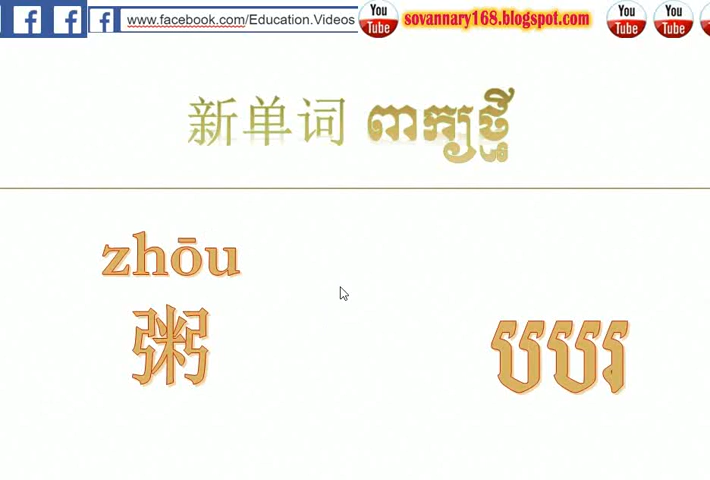 www.facebook.com/Education.Videos sovannary168.blogspot.com
You Tube You Tube You Tube
新单词 ពាក្យថ្មី
zhōu
粥 បបរ